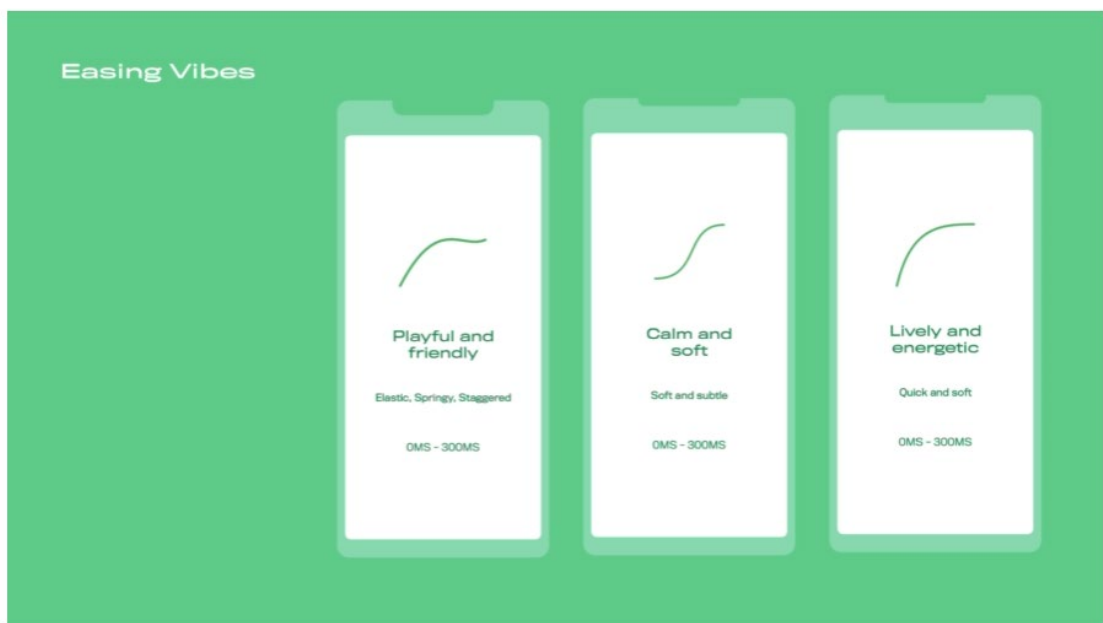 Easing Vibes
Playful and
friendly
Elastic, Springy, Staggered
0MS - 300MS
Calm and
soft
Soft and subtle
0MS - 300MS
Lively and
energetic
Quick and soft
0MS - 300MS